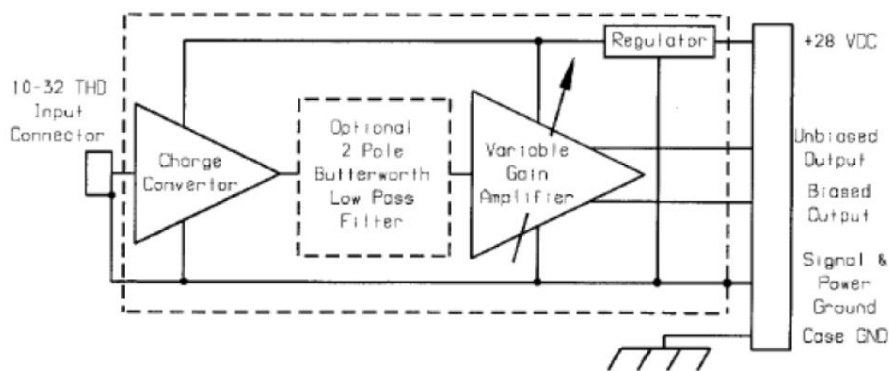 Regulator
+28 VDC
10-32 THD
Input
Connector
Charge
Convertor
Optional
2 Pole
Butterworth
Low Pass
Filter
Variable
Gain
Amplifier
Unbiased
Output
Biased
Output
Signal &
Power
Ground
Case GND